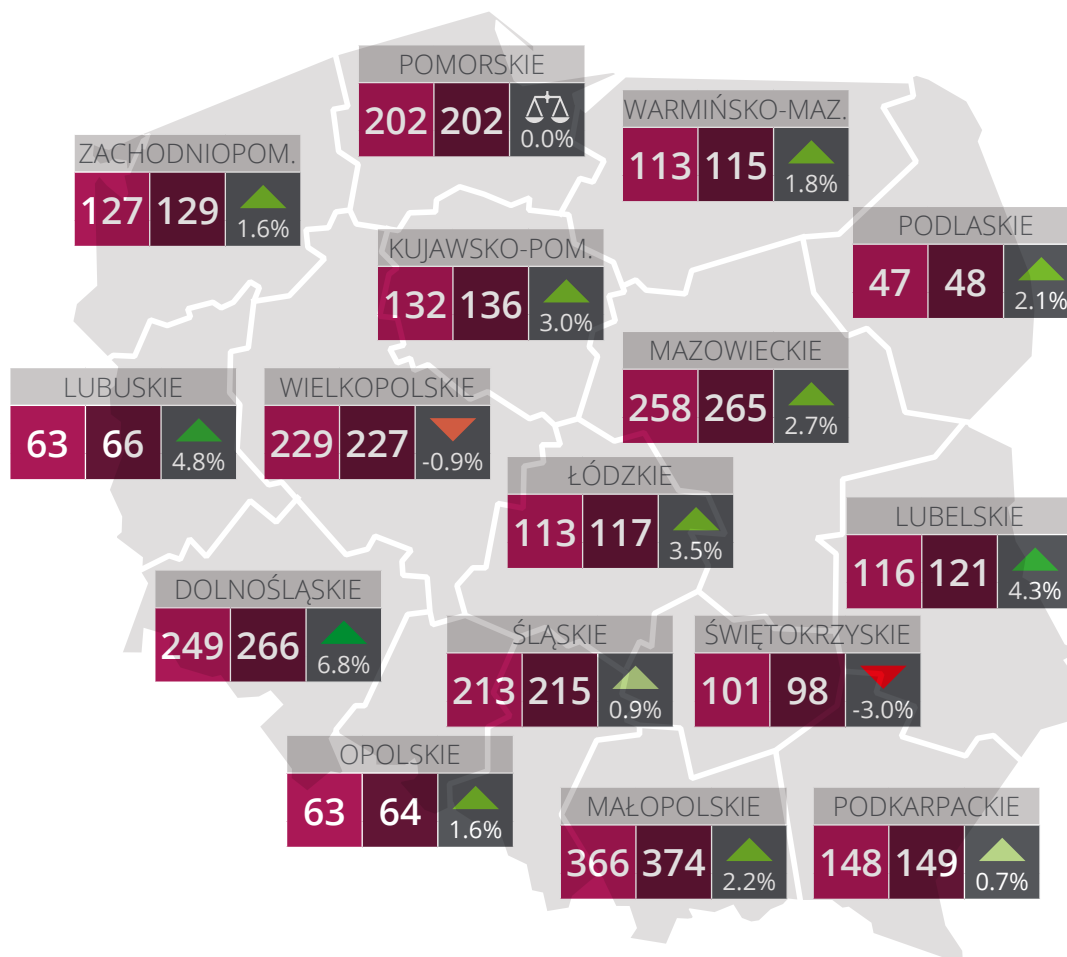 POMORSKIE
202 202 0.0%
WARMIŃSKO-MAZ.
113 115 1.8%
ZACHODNIOPOM.
127 129 1.6%
PODLASKIE
47 48 2.1%
KUJAWSKO-POM.
132 136 3.0%
MAZOWIECKIE
258 265 2.7%
LUBUSKIE
63 66 4.8%
WIELKOPOLSKIE
229 227 -0.9%
ŁÓDZKIE
113 117 3.5%
LUBELSKIE
116 121 4.3%
DOLNOŚLĄSKIE
249 266 6.8%
ŚLĄSKIE
213 215 0.9%
ŚWIĘTOKRZYSKIE
101 98 -3.0%
OPOLSKIE
63 64 1.6%
MAŁOPOLSKIE
366 374 2.2%
PODKARPACKIE
148 149 0.7%